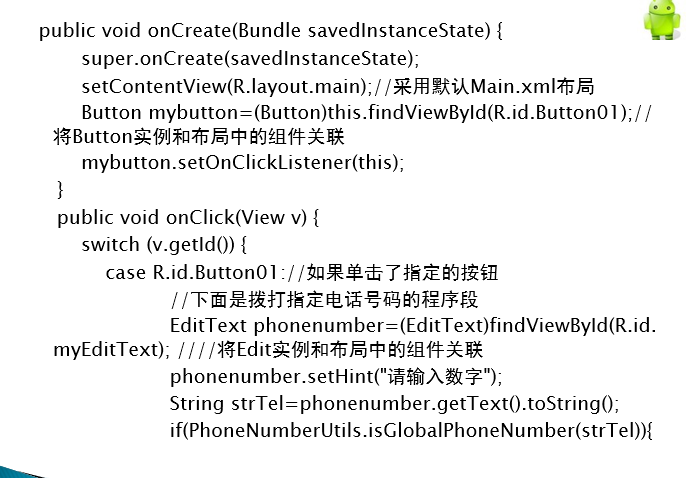 public void onCreate(Bundle savedInstanceState) {
super.onCreate(savedInstanceState);
setContentView(R.layout.main);//采用默认Main.xml布局
Button mybutton=(Button)this.findViewById(R.id.Button01);//
将Button实例和布局中的组件关联
mybutton.setOnClickListener(this);
}
public void onClick(View v) {
switch (v.getId()) {
case R.id.Button01://如果单击了指定的按钮
//下面是拨打指定电话号码的程序段
EditText phonenumber=(EditText)findViewById(R.id.
myEditText); ////将Edit实例和布局中的组件关联
phonenumber.setHint("请输入数字");
String strTel=phonenumber.getText().toString();
if(PhoneNumberUtils.isGlobalPhoneNumber(strTel)){